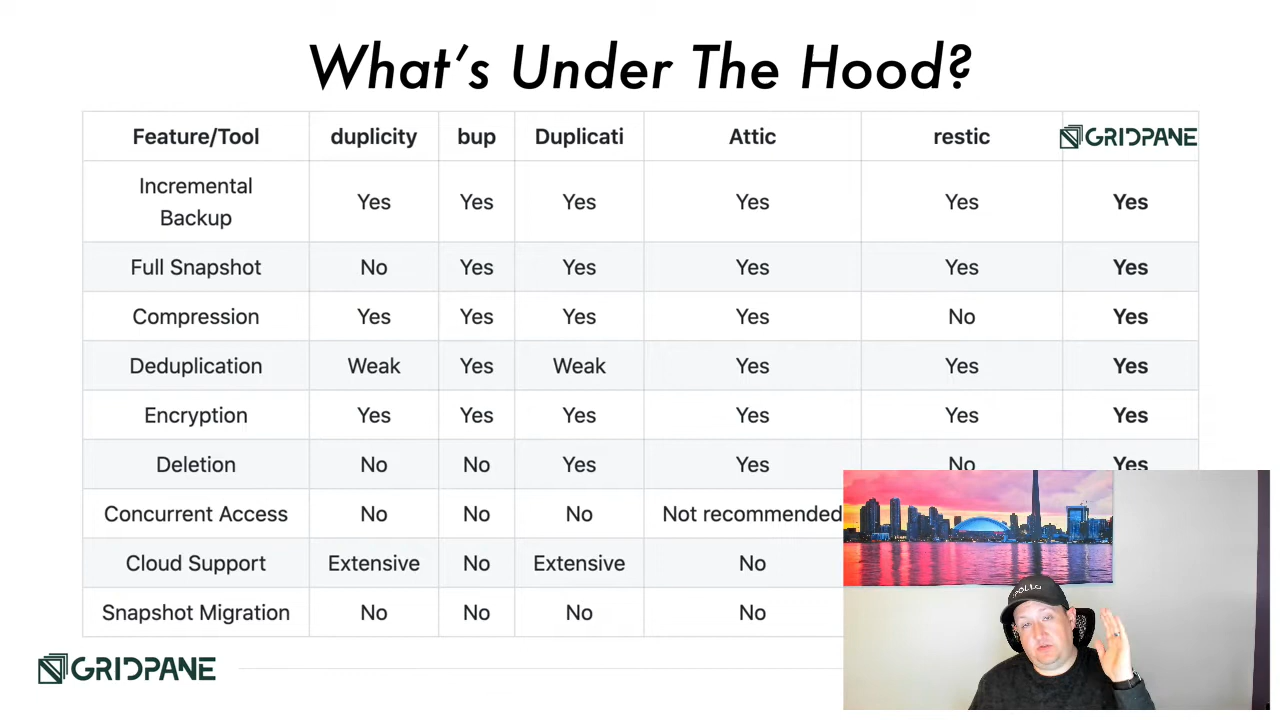 What's Under The Hood?
Feature/Tool duplicity bup Duplicati Attic restic GRIDPANE
Incremental
Backup Yes Yes Yes Yes Yes Yes
Full Snapshot No Yes Yes Yes Yes Yes
Compression Yes Yes Yes Yes No Yes
Deduplication Weak Yes Weak Yes Yes Yes
Encryption Yes Yes Yes Yes Yes Yes
Deletion No No Yes Yes No Yes
Concurrent Access No No No Not recommended
Cloud Support Extensive No Extensive No
Snapshot Migration No No No No
GRIDPANE